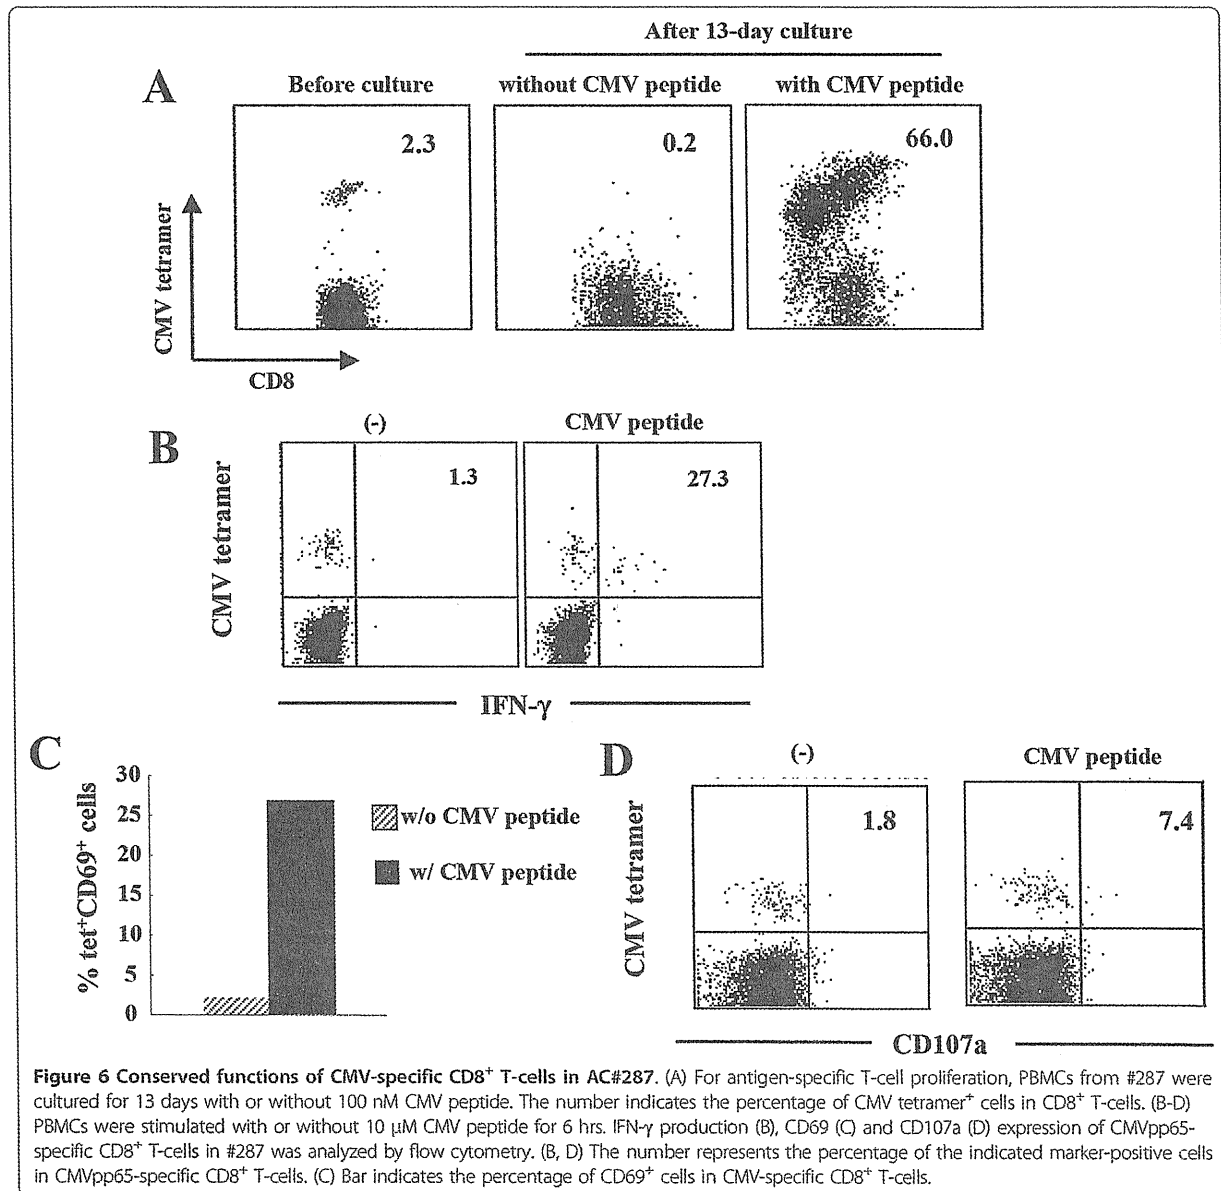 After 13-day culture
A
Before culture
without CMV peptide
with CMV peptide
2.3
0.2
66.0
CMV tetramer
CD8
B
(-)
CMV peptide
1.3
27.3
CMV tetramer
IFN-γ
C
30
25
20
15
10
5
0
% tet⁺CD69⁺ cells
w/o CMV peptide
w/ CMV peptide
D
(-)
CMV peptide
1.8
7.4
CMV tetramer
CD107a
Figure 6 Conserved functions of CMV-specific CD8⁺ T-cells in AC#287. (A) For antigen-specific T-cell proliferation, PBMCs from #287 were
cultured for 13 days with or without 100 nM CMV peptide. The number indicates the percentage of CMV tetramer⁺ cells in CD8⁺ T-cells. (B-D)
PBMCs were stimulated with or without 10 μM CMV peptide for 6 hrs. IFN-γ production (B), CD69 (C) and CD107a (D) expression of CMVpp65-
specific CD8⁺ T-cells in #287 was analyzed by flow cytometry. (B, D) The number represents the percentage of the indicated marker-positive cells
in CMVpp65-specific CD8⁺ T-cells. (C) Bar indicates the percentage of CD69⁺ cells in CMV-specific CD8⁺ T-cells.